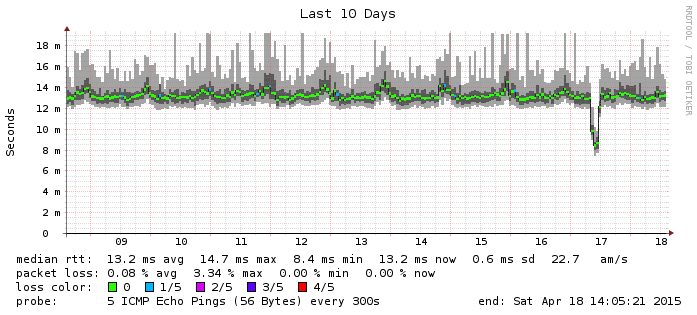 Last 10 Days
RRDTOOL / TOBI OETIKER
Seconds
18 m
16 m
14 m
12 m
10 m
8 m
6 m
4 m
2 m
0
09 10 11 12 13 14 15 16 17 18
median rtt: 13.2 ms avg 14.7 ms max 8.4 ms min 13.2 ms now 0.6 ms sd 22.7 am/s
packet loss: 0.08 % avg 3.34 % max 0.00 % min 0.00 % now
loss color: 0 1/5 2/5 3/5 4/5
probe: 5 ICMP Echo Pings (56 Bytes) every 300s end: Sat Apr 18 14:05:21 2015